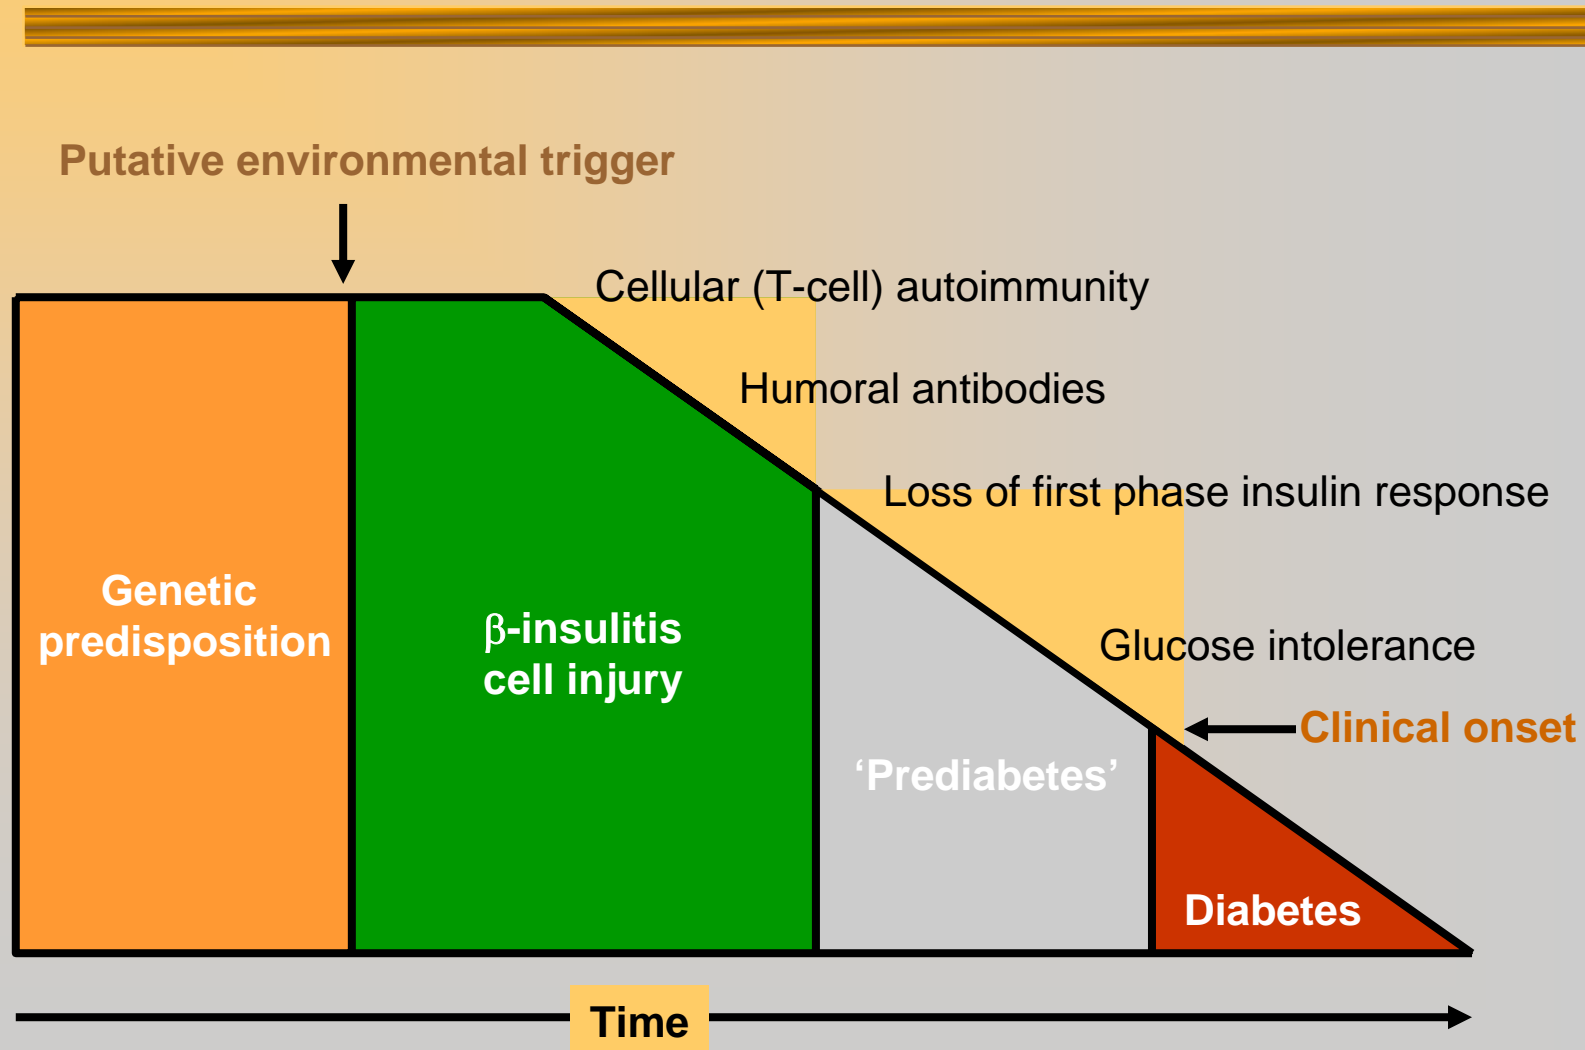 Putative environmental trigger
Cellular (T-cell) autoimmunity
Humoral antibodies
Loss of first phase insulin response
Genetic
predisposition
β-insulitis
cell injury
Glucose intolerance
Clinical onset
‘Prediabetes’
Diabetes
Time